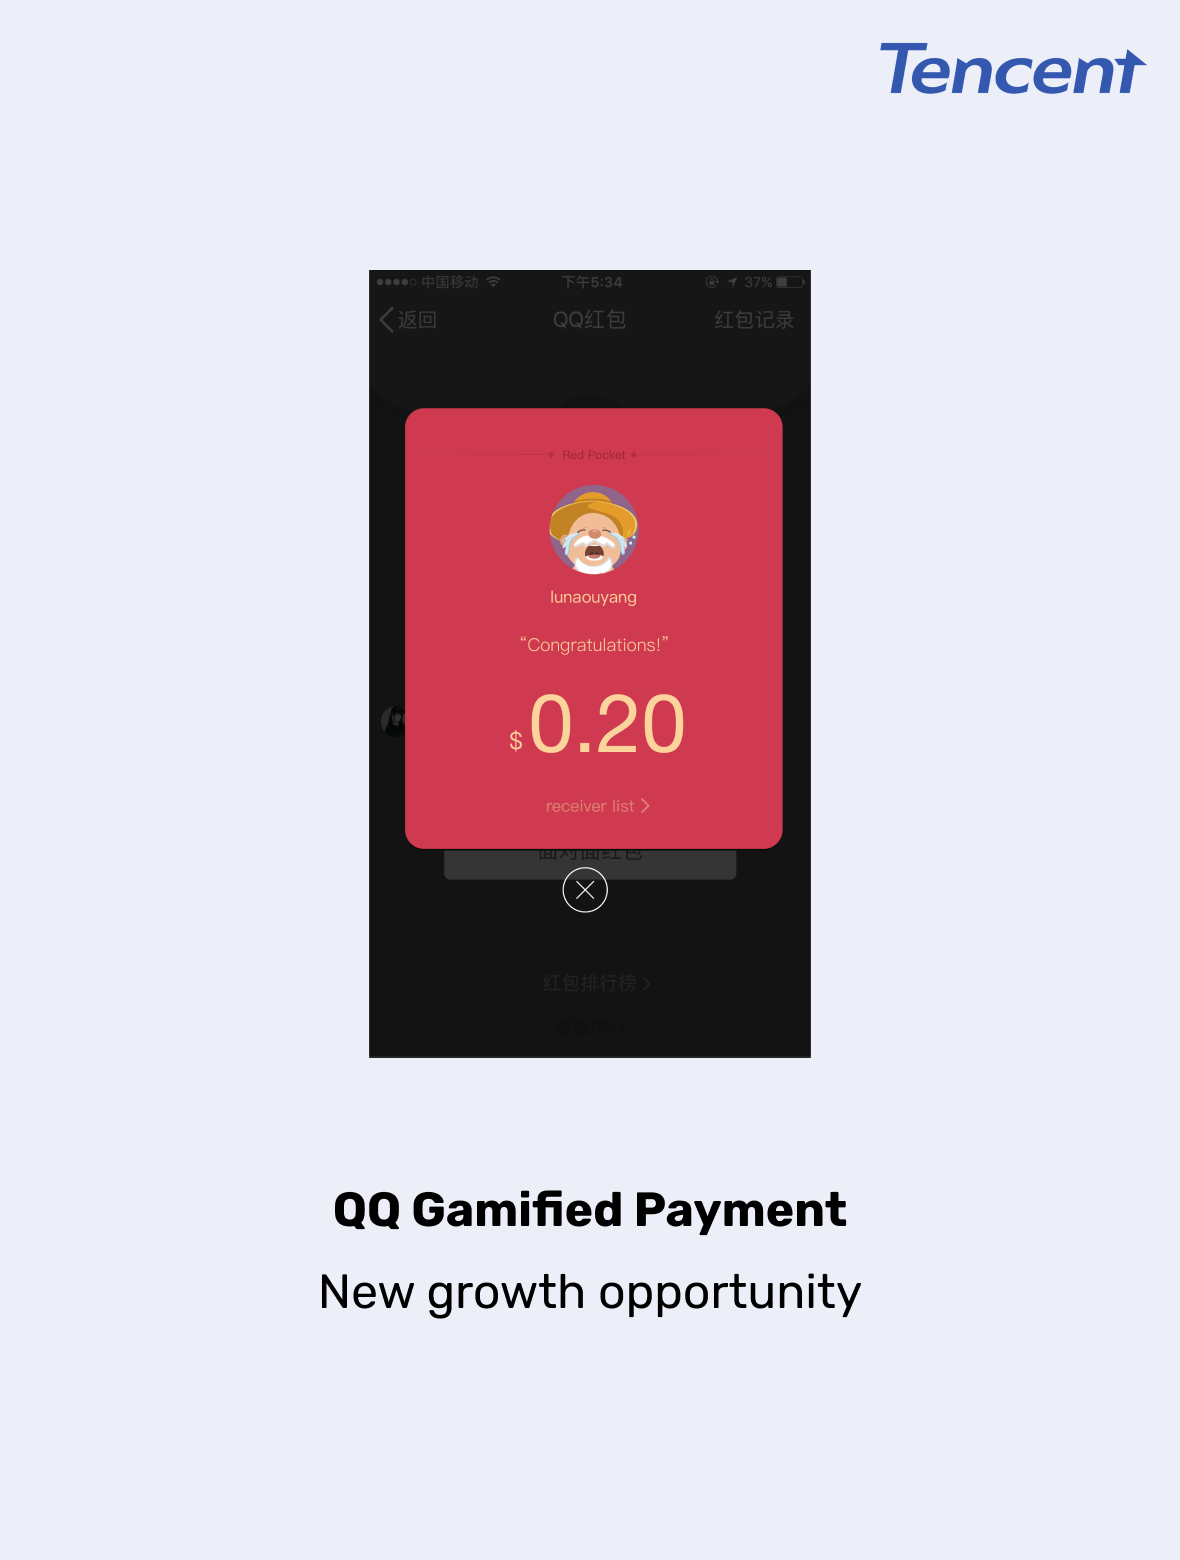 Tencent
中国移动 下午5:34 37%
返回 QQ红包 红包记录
Red Pocket
lunaouyang
“Congratulations!”
$ 0.20
receiver list
面对面红包
红包排行榜
QQ Gamified Payment
New growth opportunity